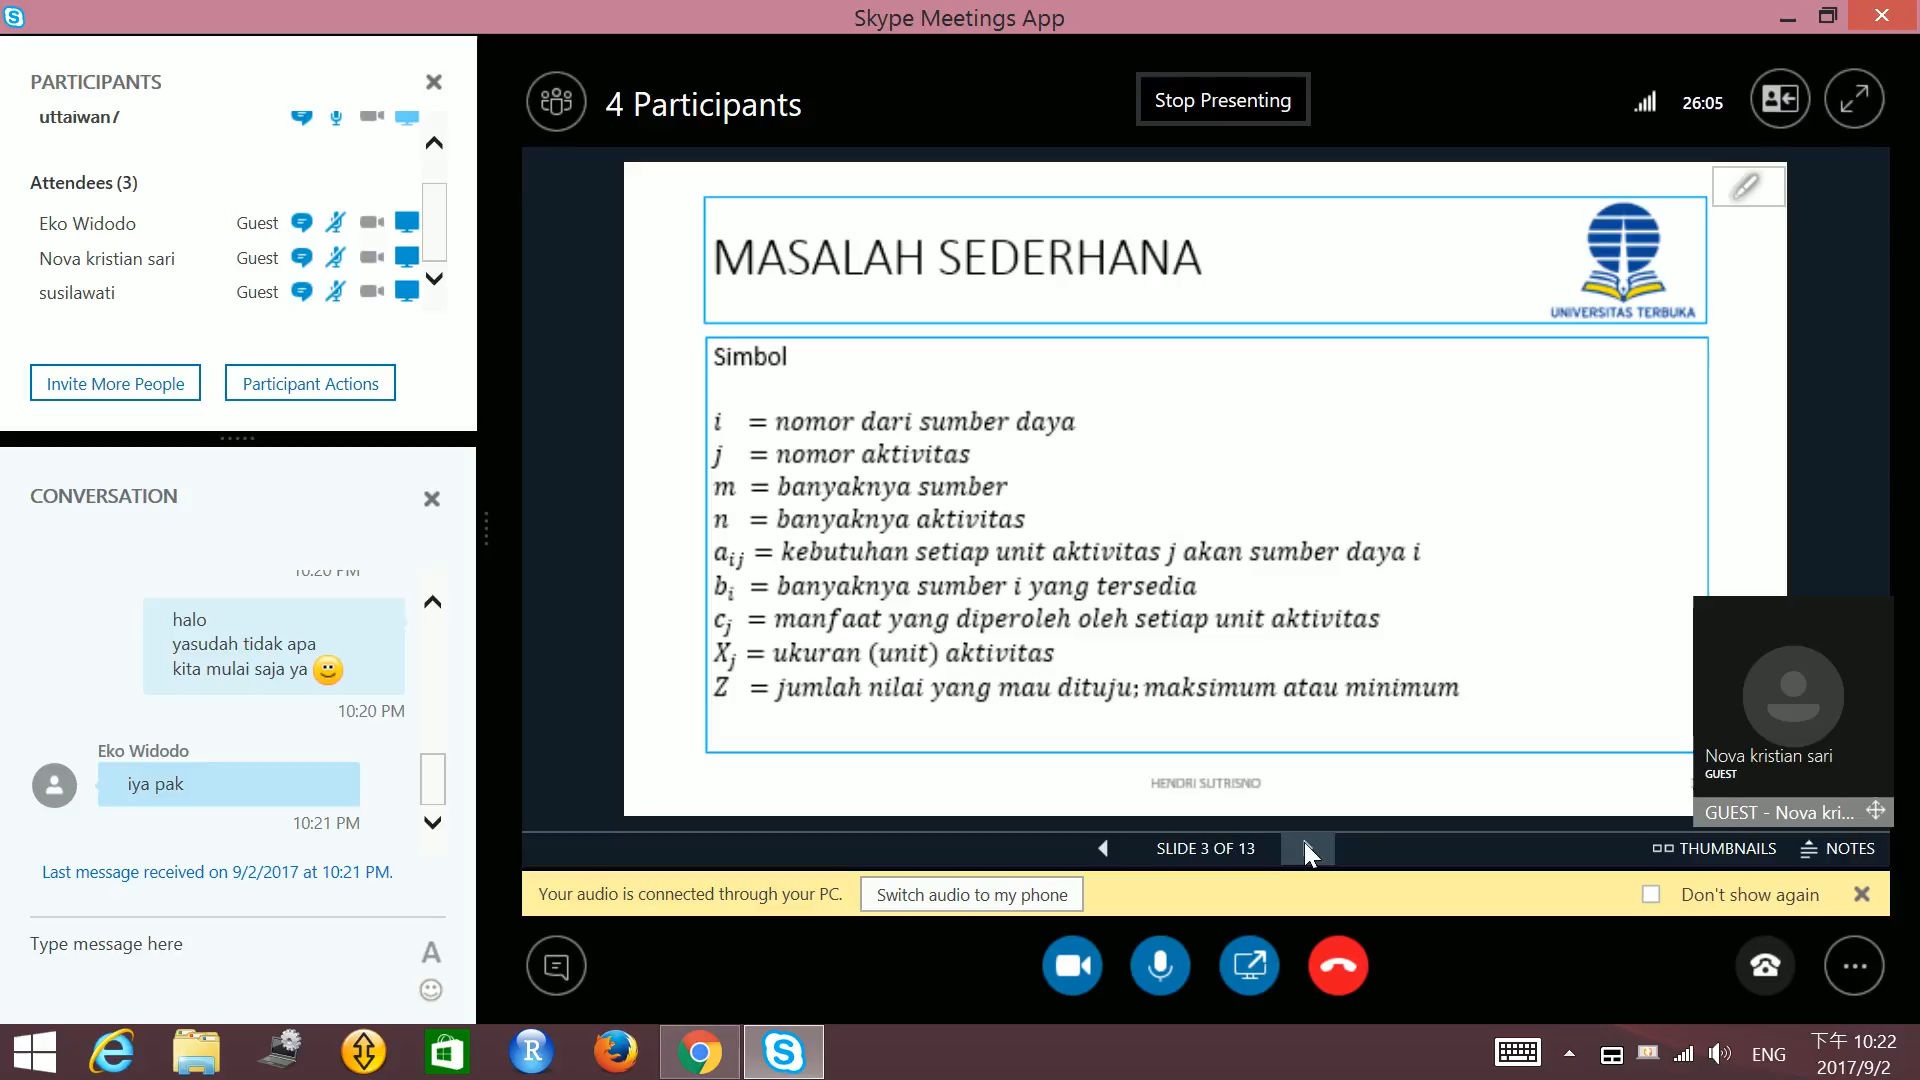 Skype Meetings App
PARTICIPANTS
uttaiwan/
Attendees (3)
Eko Widodo Guest
Nova kristian sari Guest
susilawati Guest
Invite More People
Participant Actions
CONVERSATION
10:20 PM
halo
yasudah tidak apa
kita mulai saja ya
10:20 PM
Eko Widodo
iya pak
10:21 PM
Last message received on 9/2/2017 at 10:21 PM.
Type message here
A
4 Participants
Stop Presenting
26:05
MASALAH SEDERHANA
UNIVERSITAS TERBUKA
Simbol
i = nomor dari sumber daya
j = nomor aktivitas
m = banyaknya sumber
n = banyaknya aktivitas
a_ij = kebutuhan setiap unit aktivitas j akan sumber daya i
b_i = banyaknya sumber i yang tersedia
c_j = manfaat yang diperoleh oleh setiap unit aktivitas
X_j = ukuran (unit) aktivitas
Z = jumlah nilai yang mau dituju; maksimum atau minimum
HENDRI SUTRISNO
Nova kristian sari
GUEST
GUEST - Nova kri...
SLIDE 3 OF 13
THUMBNAILS
NOTES
Your audio is connected through your PC.
Switch audio to my phone
Don't show again
R
S
ENG
下午 10:22
2017/9/2